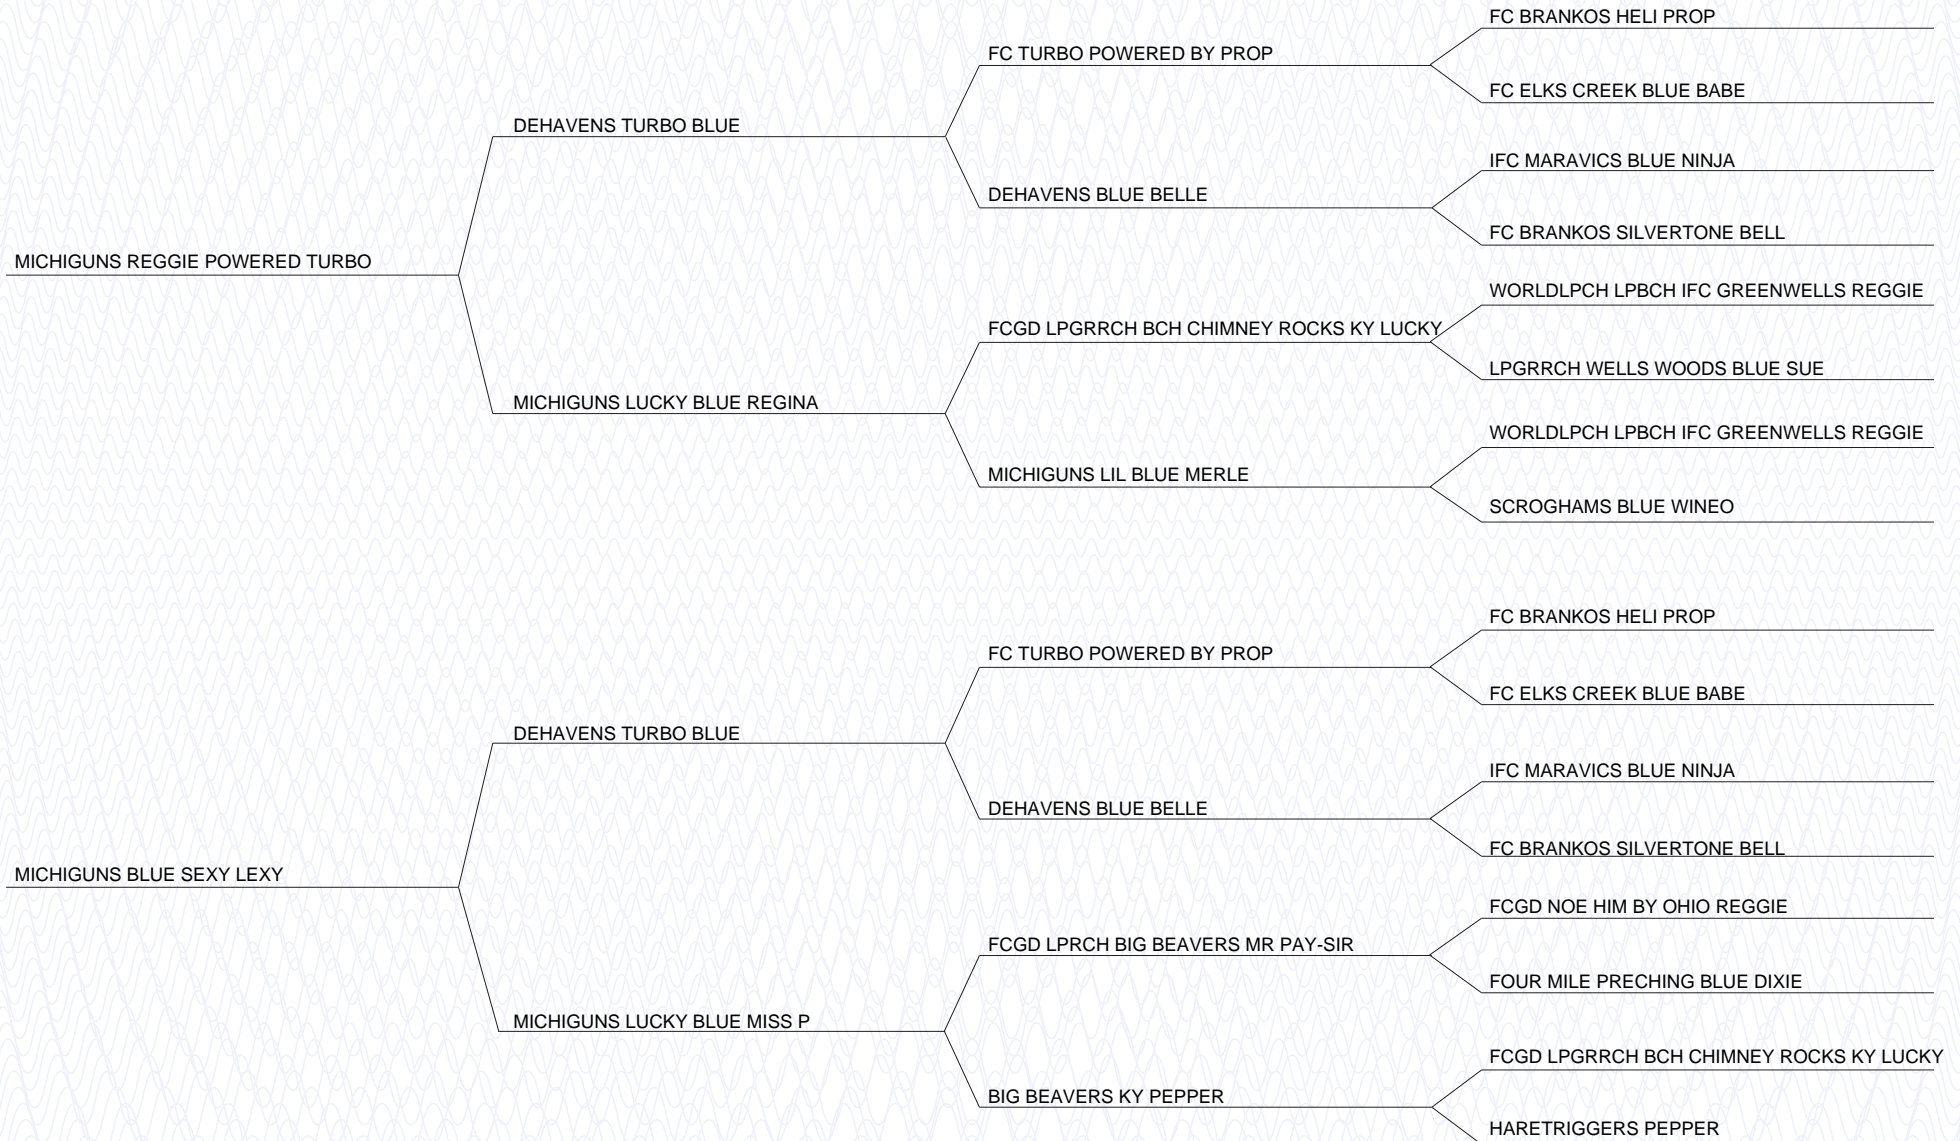 FC BRANKOS HELI PROP
FC TURBO POWERED BY PROP
FC ELKS CREEK BLUE BABE
DEHAVENS TURBO BLUE
IFC MARAVICS BLUE NINJA
DEHAVENS BLUE BELLE
FC BRANKOS SILVERTONE BELL
MICHIGUNS REGGIE POWERED TURBO
WORLDLPCH LPBCH IFC GREENWELLS REGGIE
FCGD LPGRRCH BCH CHIMNEY ROCKS KY LUCKY
LPGRRCH WELLS WOODS BLUE SUE
MICHIGUNS LUCKY BLUE REGINA
WORLDLPCH LPBCH IFC GREENWELLS REGGIE
MICHIGUNS LIL BLUE MERLE
SCROGHAMS BLUE WINEO
FC BRANKOS HELI PROP
FC TURBO POWERED BY PROP
FC ELKS CREEK BLUE BABE
DEHAVENS TURBO BLUE
IFC MARAVICS BLUE NINJA
DEHAVENS BLUE BELLE
FC BRANKOS SILVERTONE BELL
MICHIGUNS BLUE SEXY LEXY
FCGD NOE HIM BY OHIO REGGIE
FCGD LPRCH BIG BEAVERS MR PAY-SIR
FOUR MILE PRECHING BLUE DIXIE
MICHIGUNS LUCKY BLUE MISS P
FCGD LPGRRCH BCH CHIMNEY ROCKS KY LUCKY
BIG BEAVERS KY PEPPER
HARETRIGGERS PEPPER